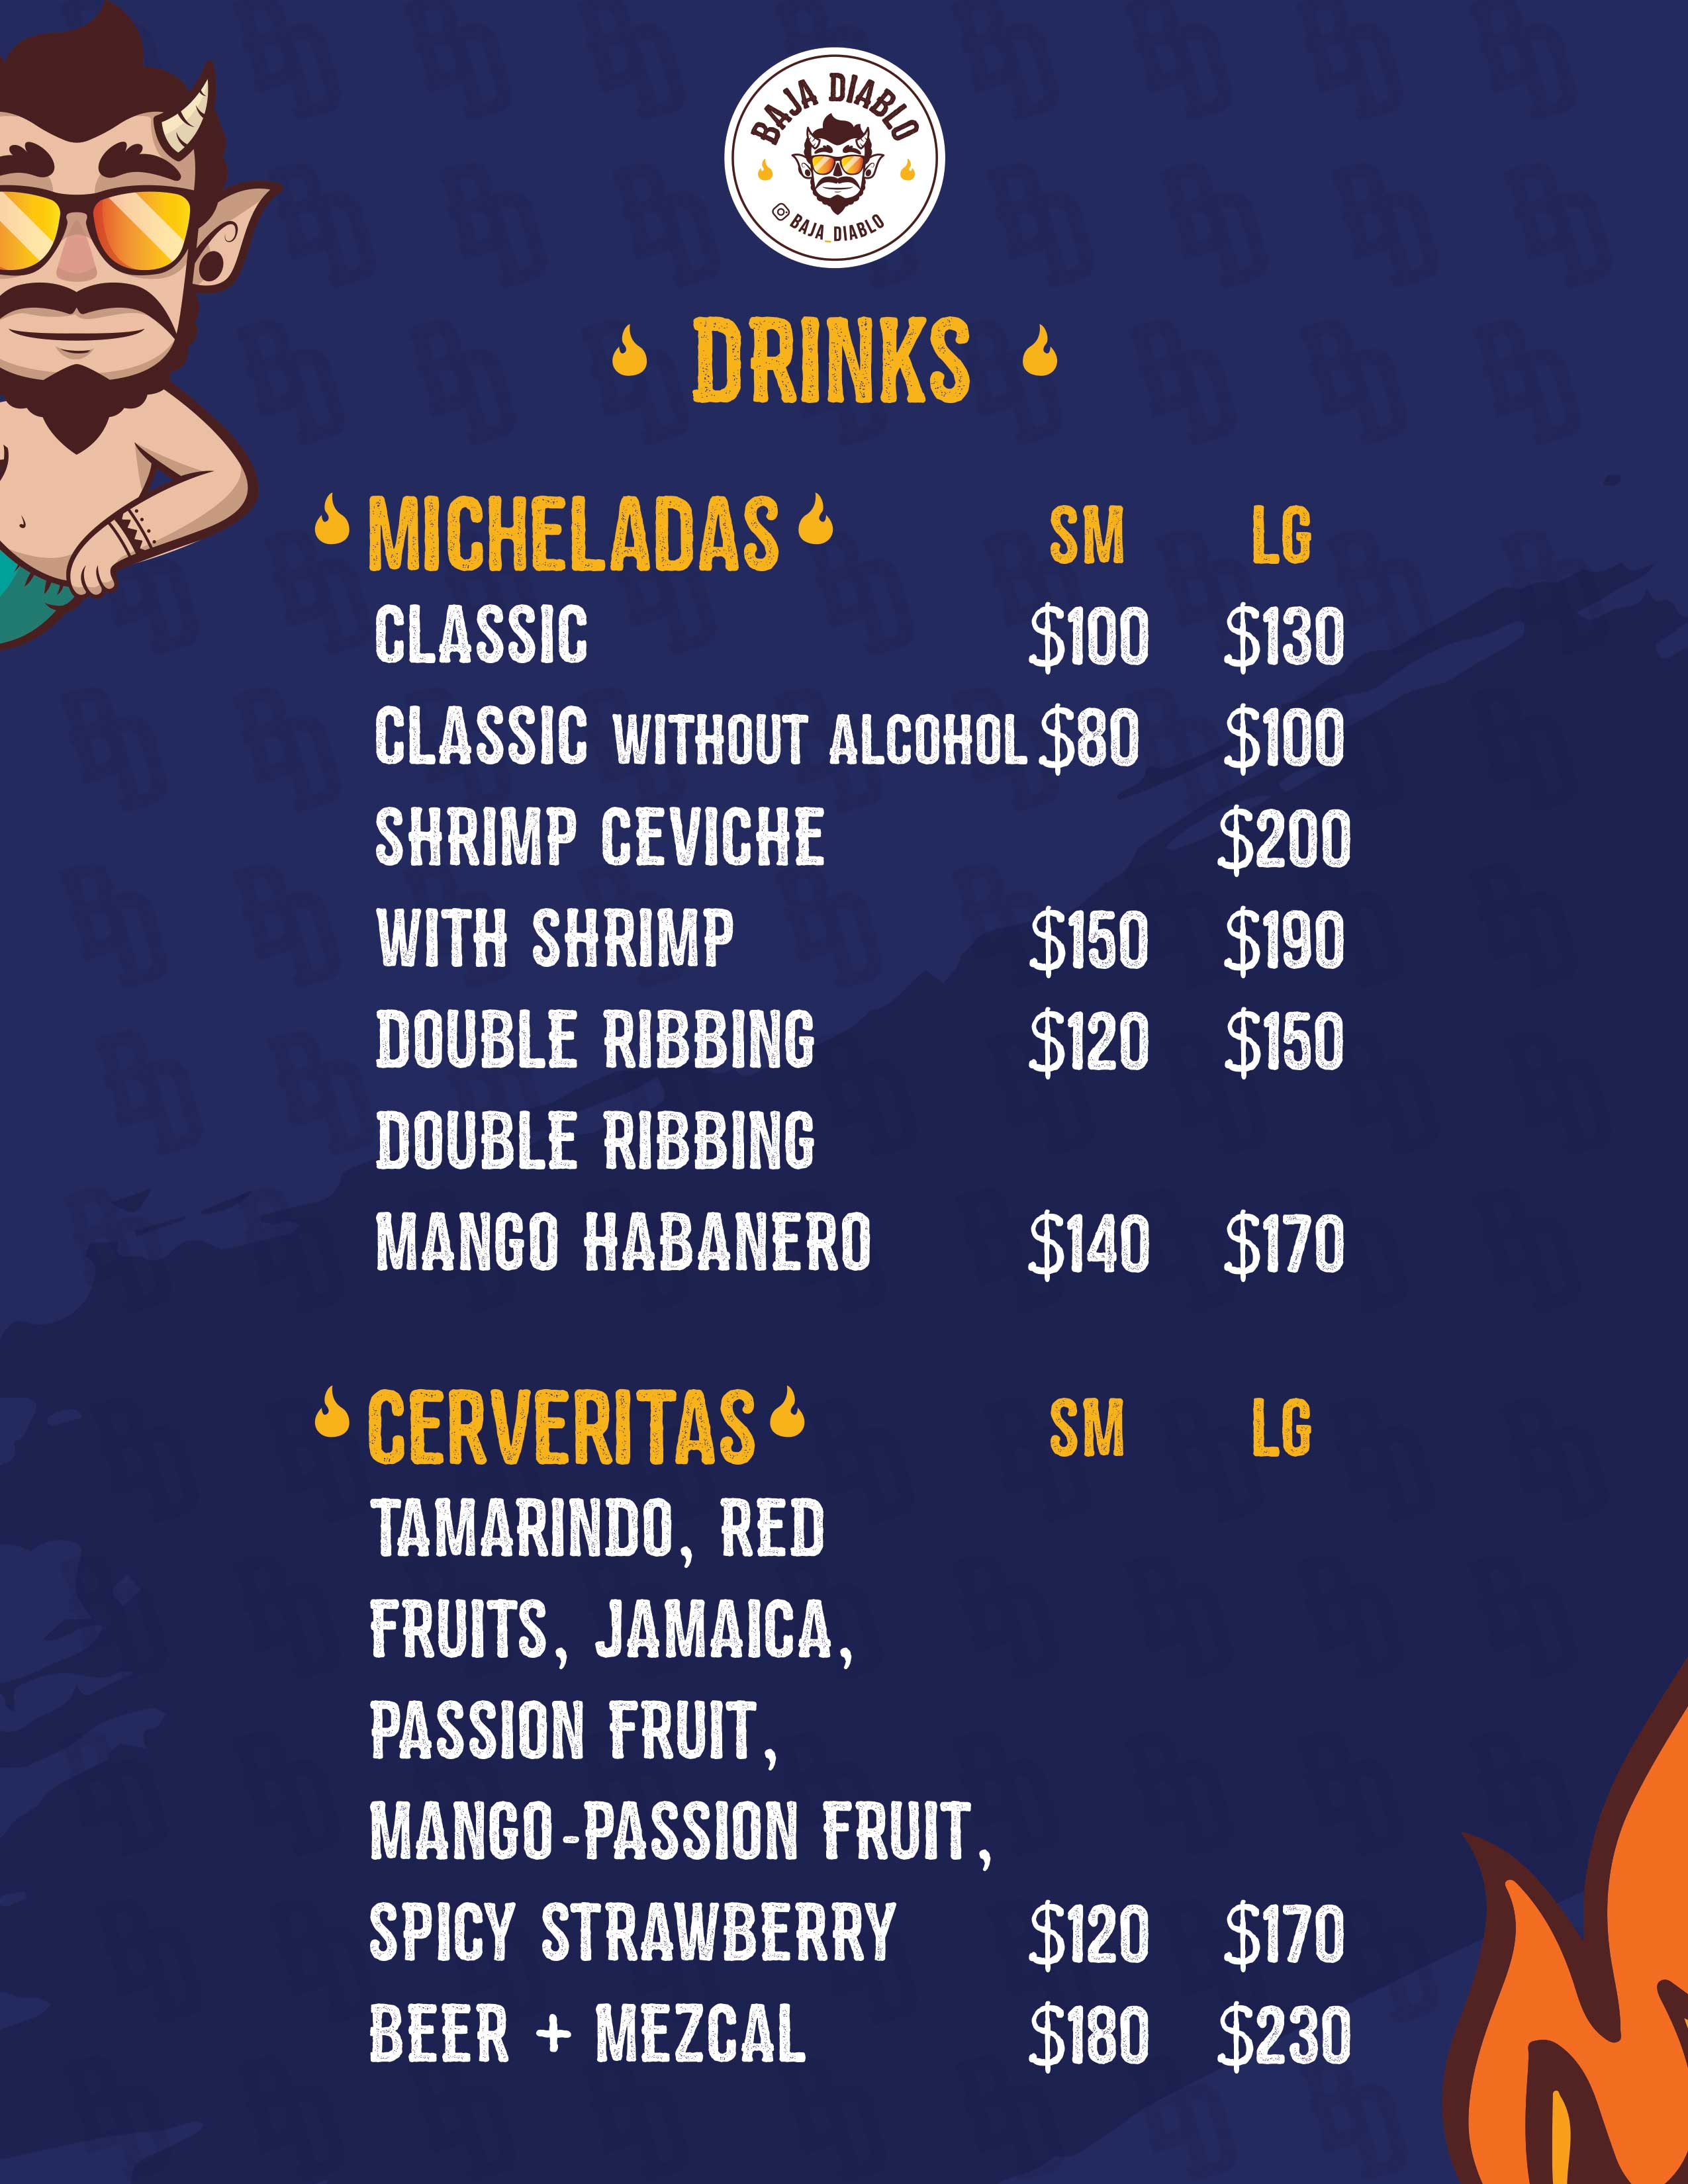 BAJA DIABLO
BAJA_DIABLO
DRINKS
MICHELADAS SM LG
CLASSIC $100 $130
CLASSIC WITHOUT ALCOHOL $80 $100
SHRIMP CEVICHE $200
WITH SHRIMP $150 $190
DOUBLE RIBBING $120 $150
DOUBLE RIBBING
MANGO HABANERO $140 $170
CERVERITAS SM LG
TAMARINDO, RED
FRUITS, JAMAICA,
PASSION FRUIT,
MANGO-PASSION FRUIT,
SPICY STRAWBERRY $120 $170
BEER + MEZCAL $180 $230